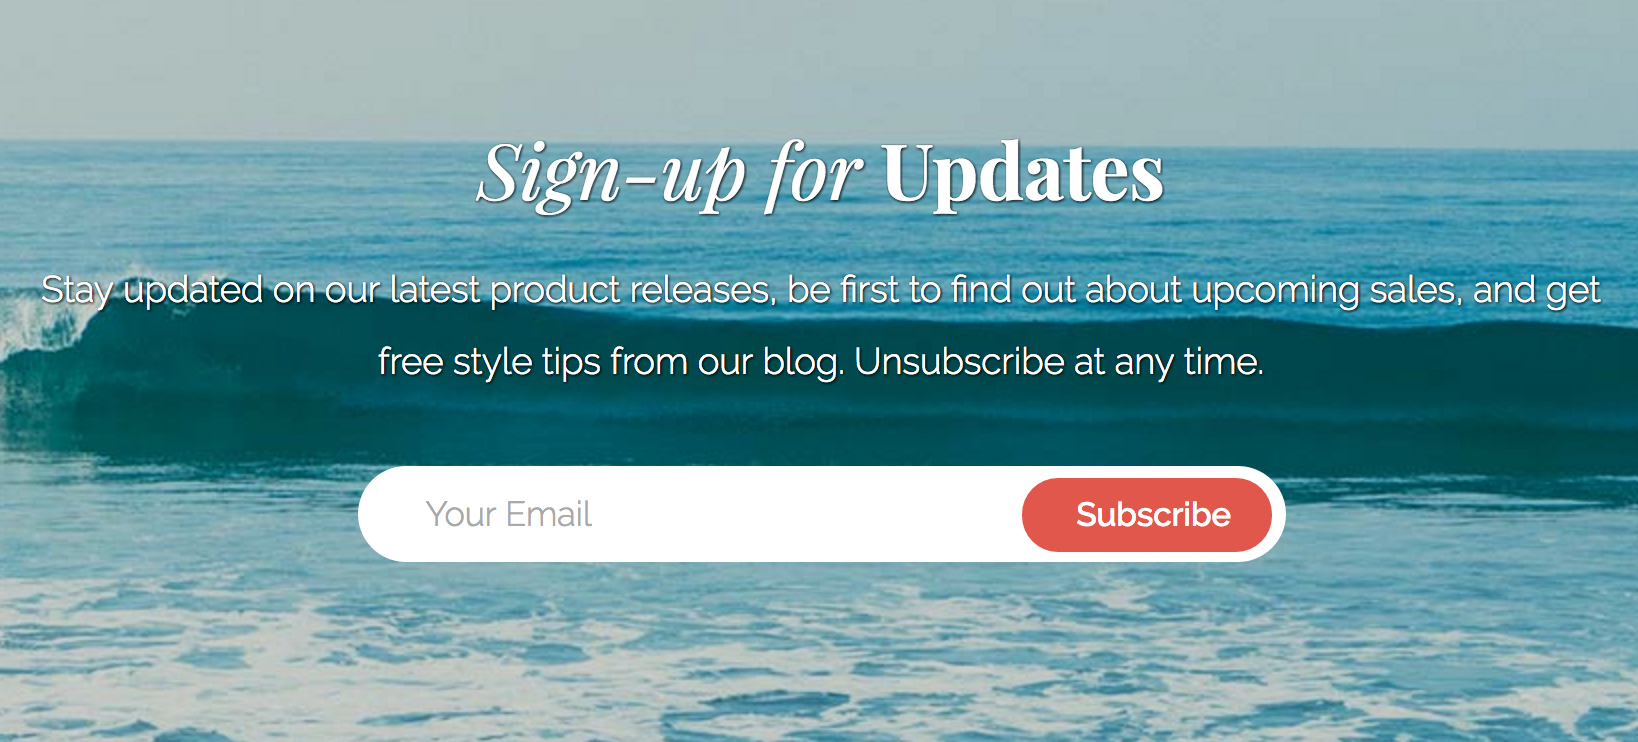 Sign-up for Updates
Stay updated on our latest product releases, be first to find out about upcoming sales, and get
free style tips from our blog. Unsubscribe at any time.
Your Email
Subscribe